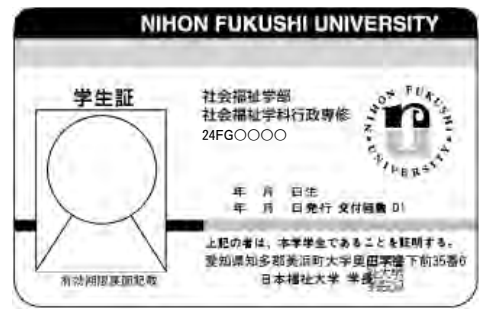 NIHON FUKUSHI UNIVERSITY
学生証
社会福祉学部
社会福祉学科行政専修
24FG○○○○
NIHON FUKUSHI UNIVERSITY
年 月 日生
年 月 日発行 交付回数 01
上記の者は、本学学生であることを証明する。
愛知県知多郡美浜町大字奥田字会下前35番6
日本福祉大学 学長
有効期限裏面記載